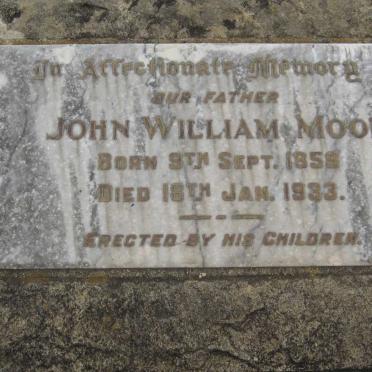 In Affectionate Memory
OUR FATHER
JOHN WILLIAM MOO
BORN 9TH SEPT. 1859
DIED 18TH JAN. 1933.
ERECTED BY HIS CHILDREN.